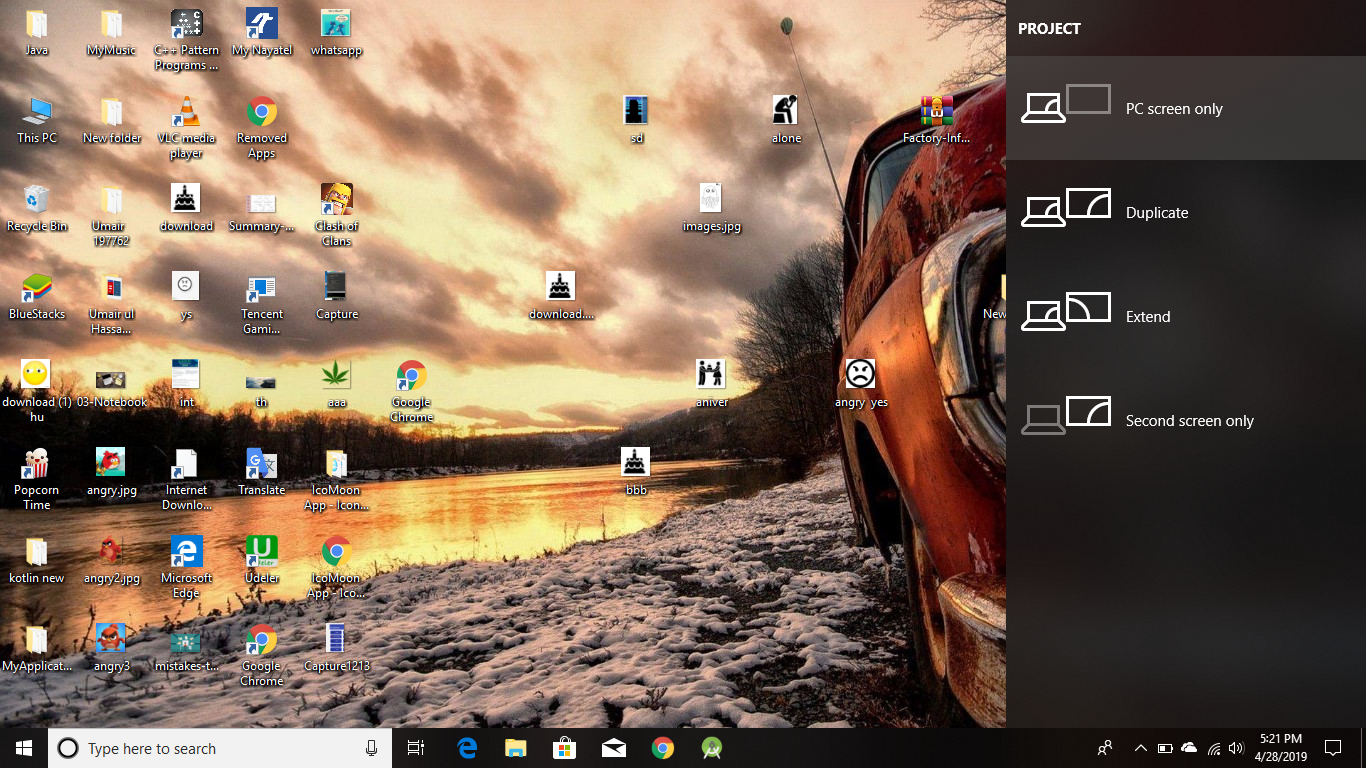 Java
MyMusic
C++ Pattern
Programs ...
My Nayatel
whatsapp
This PC
New folder
VLC media
player
Removed
Apps
sd
alone
Factory-Inf...
Recycle Bin
Umair
197762
download
Summary-...
Clash of
Clans
images.jpg
BlueStacks
Umair ul
Hassa...
ys
Tencent
Gami...
Capture
download....
New
download (1)
hu
03-Notebook
int
th
aaa
Google
Chrome
aniver
angry yes
Popcorn
Time
angry.jpg
Internet
Downlo...
Translate
IcoMoon
App - Icon...
bbb
kotlin new
angry2.jpg
Microsoft
Edge
Udeler
IcoMoon
App - Ico...
MyApplicat...
angry3
mistakes-t...
Google
Chrome
Capture1213
PROJECT
PC screen only
Duplicate
Extend
Second screen only
Type here to search
5:21 PM
4/28/2019